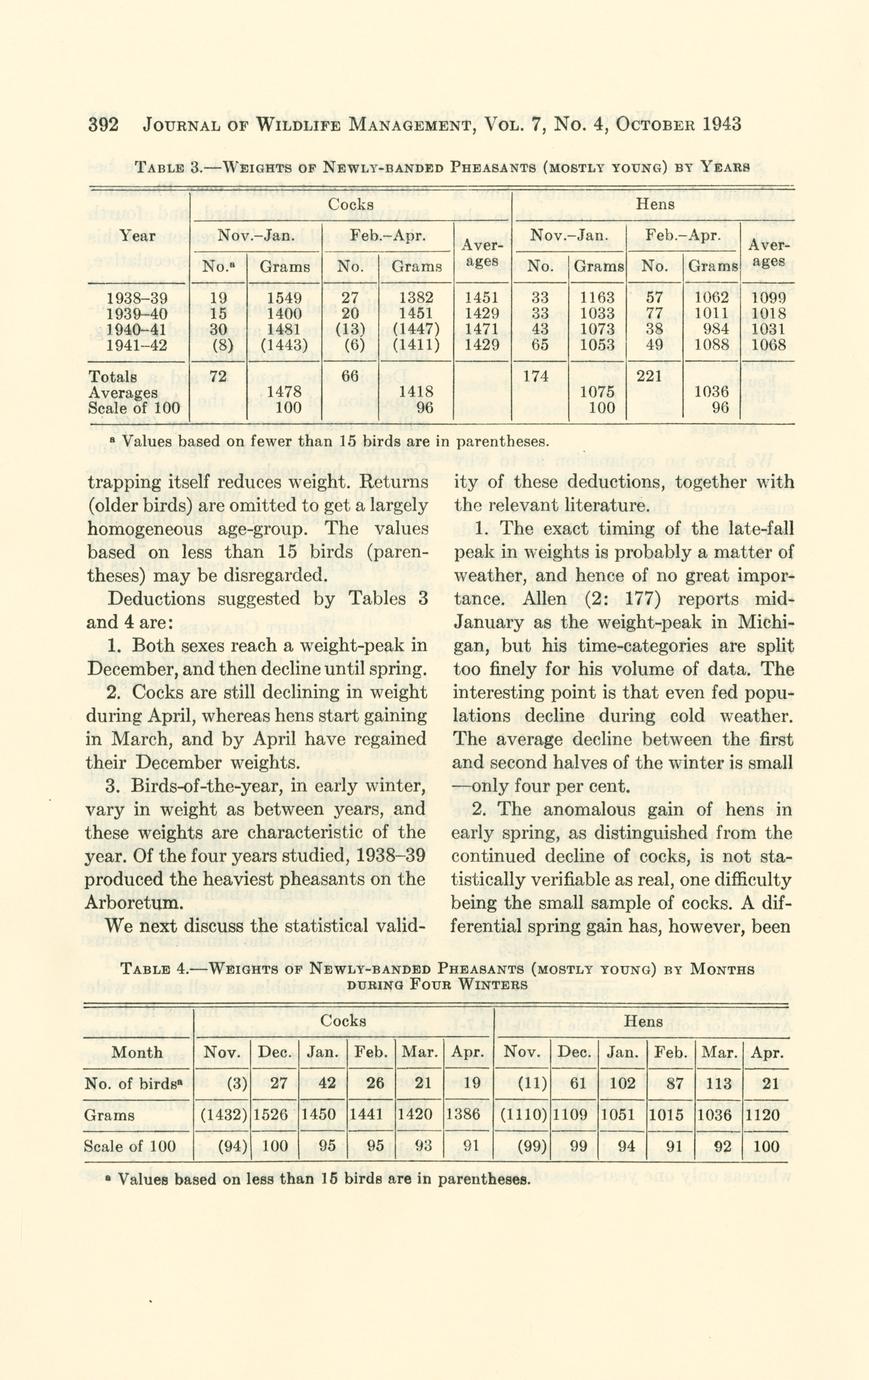 392 JOURNAL OF WILDLIFE MANAGEMENT, VOL. 7, NO. 4, OCTOBER 1943
TABLE 3.—WEIGHTS OF NEWLY-BANDED PHEASANTS (MOSTLY YOUNG) BY YEARS
Cocks Hens
Year Nov.–Jan. Feb.–Apr. Aver-ages Nov.–Jan. Feb.–Apr. Aver-ages
No.ᵃ Grams No. Grams No. Grams No. Grams
1938–39 19 1549 27 1382 1451 33 1163 57 1062 1099
1939–40 15 1400 20 1451 1429 33 1033 77 1011 1018
1940–41 30 1481 (13) (1447) 1471 43 1073 38 984 1031
1941–42 (8) (1443) (6) (1411) 1429 65 1053 49 1088 1068
Totals 72 66 174 221
Averages 1478 1418 1075 1036
Scale of 100 100 96 100 96
ᵃ Values based on fewer than 15 birds are in parentheses.
trapping itself reduces weight. Returns
(older birds) are omitted to get a largely
homogeneous age-group. The values
based on less than 15 birds (paren-
theses) may be disregarded.
Deductions suggested by Tables 3
and 4 are:
1. Both sexes reach a weight-peak in
December, and then decline until spring.
2. Cocks are still declining in weight
during April, whereas hens start gaining
in March, and by April have regained
their December weights.
3. Birds-of-the-year, in early winter,
vary in weight as between years, and
these weights are characteristic of the
year. Of the four years studied, 1938–39
produced the heaviest pheasants on the
Arboretum.
We next discuss the statistical valid-
ity of these deductions, together with
the relevant literature.
1. The exact timing of the late-fall
peak in weights is probably a matter of
weather, and hence of no great impor-
tance. Allen (2: 177) reports mid-
January as the weight-peak in Michi-
gan, but his time-categories are split
too finely for his volume of data. The
interesting point is that even fed popu-
lations decline during cold weather.
The average decline between the first
and second halves of the winter is small
—only four per cent.
2. The anomalous gain of hens in
early spring, as distinguished from the
continued decline of cocks, is not sta-
tistically verifiable as real, one difficulty
being the small sample of cocks. A dif-
ferential spring gain has, however, been
TABLE 4.—WEIGHTS OF NEWLY-BANDED PHEASANTS (MOSTLY YOUNG) BY MONTHS
DURING FOUR WINTERS
Cocks Hens
Month Nov. Dec. Jan. Feb. Mar. Apr. Nov. Dec. Jan. Feb. Mar. Apr.
No. of birdsᵃ (3) 27 42 26 21 19 (11) 61 102 87 113 21
Grams (1432) 1526 1450 1441 1420 1386 (1110) 1109 1051 1015 1036 1120
Scale of 100 (94) 100 95 95 93 91 (99) 99 94 91 92 100
ᵃ Values based on less than 15 birds are in parentheses.